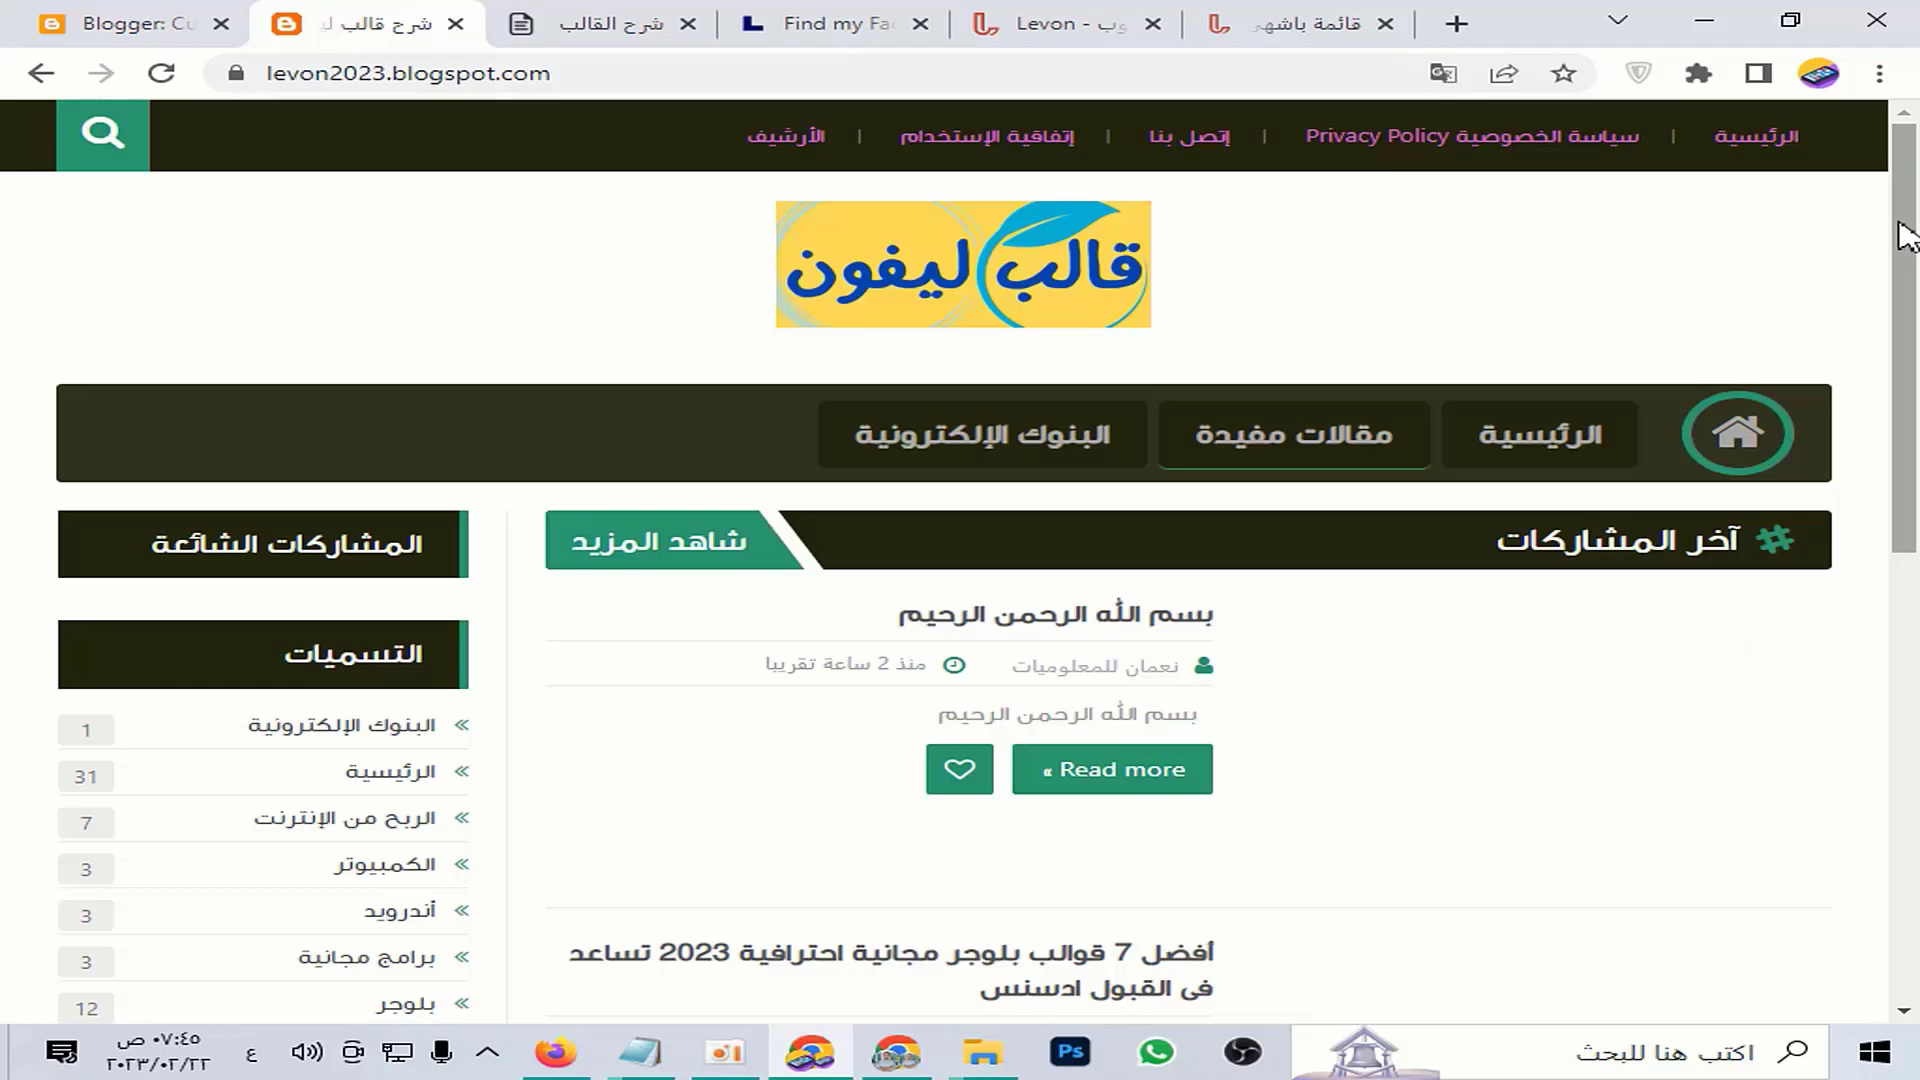 Blogger: Cu
شرح قالب لي
شرح القالب
Find my Fa
Levon - وب
قائمة باشهر
levon2023.blogspot.com
الرئيسية | سياسة الخصوصية Privacy Policy | إتصل بنا | إتفاقية الإستخدام | الأرشيف
قالب ليفون
الرئيسية
مقالات مفيدة
البنوك الإلكترونية
آخر المشاركات
شاهد المزيد
بسم الله الرحمن الرحيم
نعمان للمعلوميات منذ 2 ساعة تقريبا
بسم الله الرحمن الرحيم
Read more »
أفضل 7 قوالب بلوجر مجانية احترافية 2023 تساعد
فى القبول ادسنس
المشاركات الشائعة
التسميات
البنوك الإلكترونية 1
الرئيسية 31
الربح من الإنترنت 7
الكمبيوتر 3
أندرويد 3
برامج مجانية 3
بلوجر 12
اكتب هنا للبحث
Ps
ع
٠٧:٤٥ ص
٢٠٢٣/٠٢/٢٢